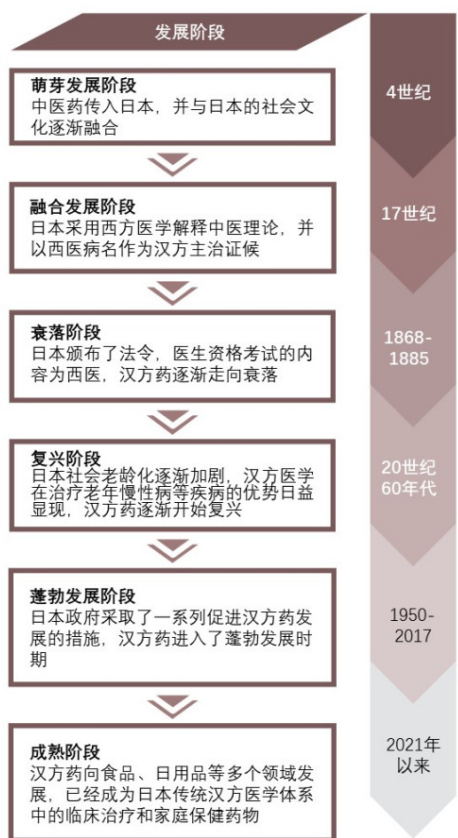 发展阶段
萌芽发展阶段
中医药传入日本，并与日本的社会文
化逐渐融合
4世纪
融合发展阶段
日本采用西方医学解释中医理论，并
以西医病名作为汉方主治证候
17世纪
衰落阶段
日本颁布了法令，医生资格考试的内
容为西医，汉方药逐渐走向衰落
1868-
1885
复兴阶段
日本社会老龄化逐渐加剧，汉方医学
在治疗老年慢性病等疾病的优势日益
显现，汉方药逐渐开始复兴
20世纪
60年代
蓬勃发展阶段
日本政府采取了一系列促进汉方药发
展的措施，汉方药进入了蓬勃发展时
期
1950-
2017
成熟阶段
汉方药向食品、日用品等多个领域发
展，已经成为日本传统汉方医学体系
中的临床治疗和家庭保健药物
2021年
以来